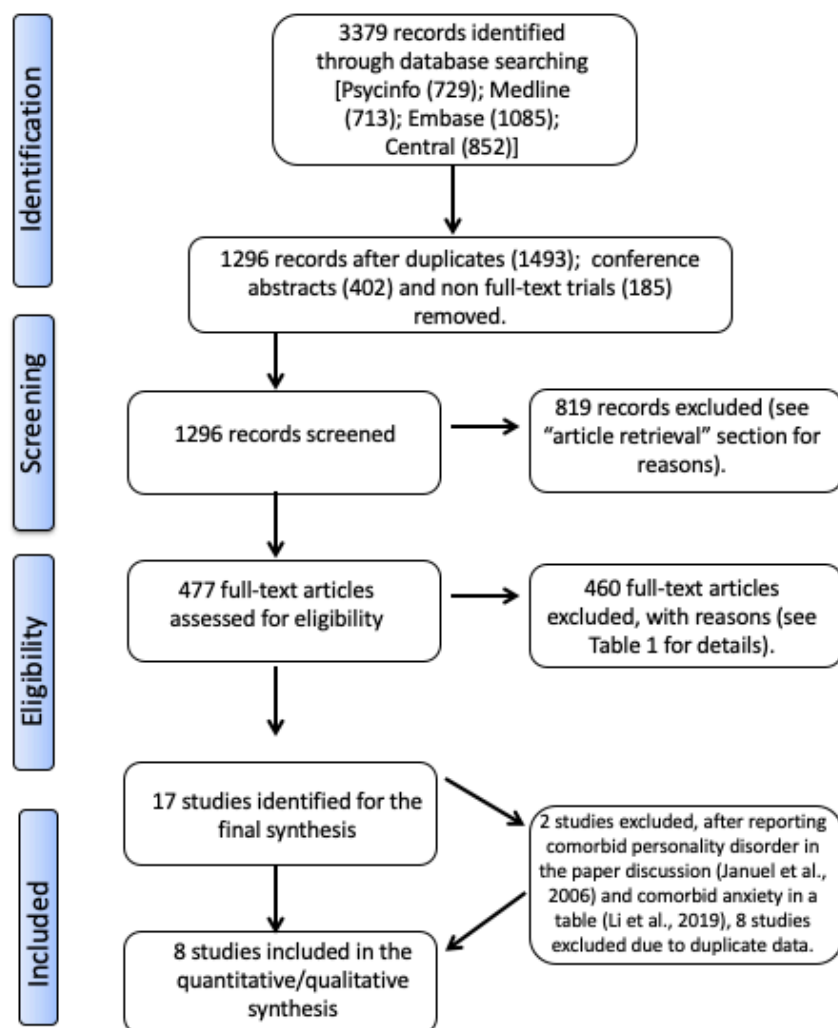 Identification
3379 records identified
through database searching
[Psycinfo (729); Medline
(713); Embase (1085);
Central (852)]
1296 records after duplicates (1493);  conference
abstracts (402) and non full-text trials (185)
removed.
Screening
1296 records screened
819 records excluded (see
“article retrieval” section for
reasons).
Eligibility
477 full-text articles
assessed for eligibility
460 full-text articles
excluded, with reasons (see
Table 1 for details).
Included
17 studies identified for the
final synthesis
2 studies excluded, after reporting
comorbid personality disorder
in the paper discussion (Januel et al.,
2006) and comorbid anxiety in a
table (Li et al., 2019), 8 studies
excluded due to duplicate data.
8 studies included in the
quantitative/qualitative
synthesis